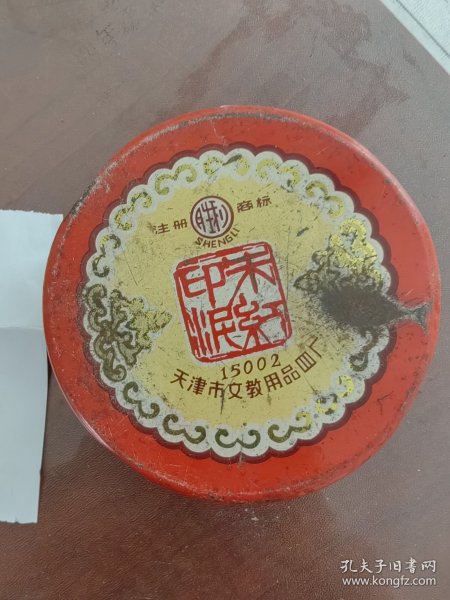 注册 商标
胜利
SHENGLI
朱红
印泥
15002
天津市文教用品四厂
孔夫子旧书网
www.kongfz.com